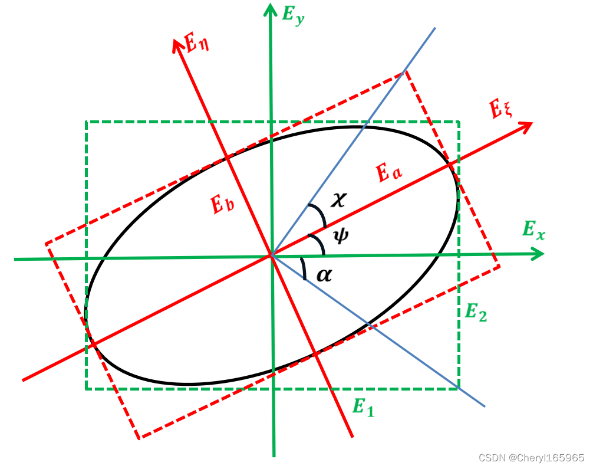 E_y
E_η
E_ξ
E_a
χ
E_b
ψ
E_x
α
E_2
E_1
CSDN @Cheryl165965